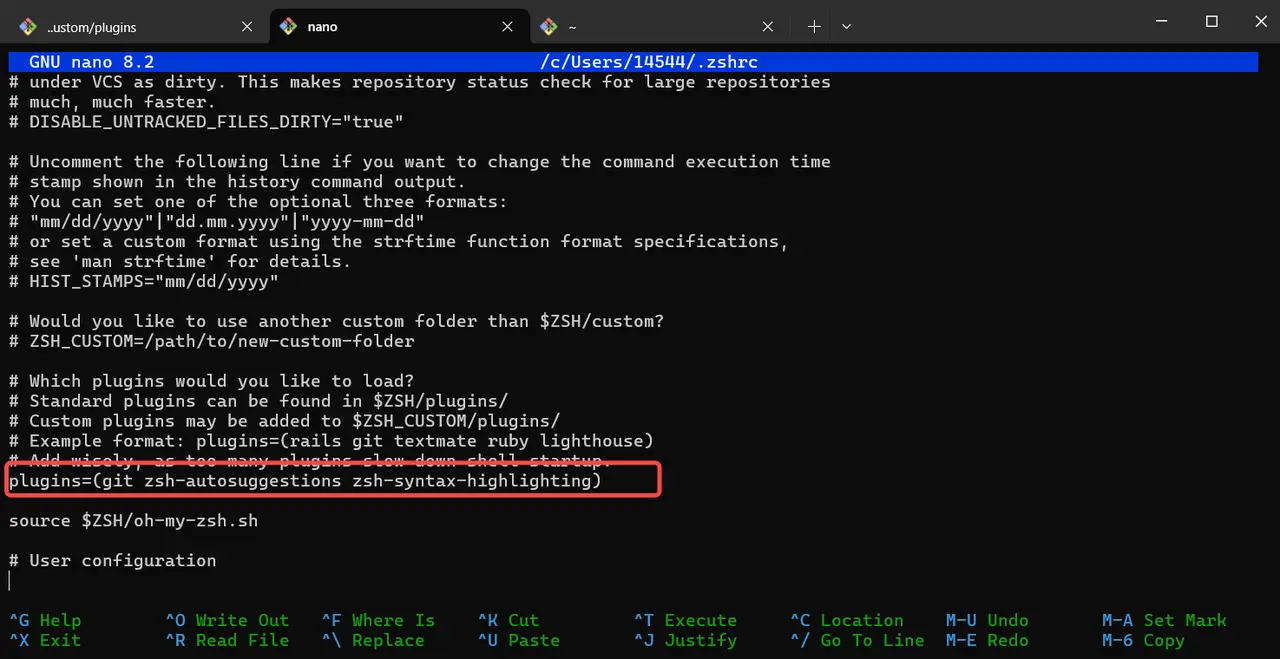 ..ustom/plugins
nano
~
GNU nano 8.2 /c/Users/14544/.zshrc
# under VCS as dirty. This makes repository status check for large repositories
# much, much faster.
# DISABLE_UNTRACKED_FILES_DIRTY="true"
# Uncomment the following line if you want to change the command execution time
# stamp shown in the history command output.
# You can set one of the optional three formats:
# "mm/dd/yyyy"|"dd.mm.yyyy"|"yyyy-mm-dd"
# or set a custom format using the strftime function format specifications,
# see 'man strftime' for details.
# HIST_STAMPS="mm/dd/yyyy"
# Would you like to use another custom folder than $ZSH/custom?
# ZSH_CUSTOM=/path/to/new-custom-folder
# Which plugins would you like to load?
# Standard plugins can be found in $ZSH/plugins/
# Custom plugins may be added to $ZSH_CUSTOM/plugins/
# Example format: plugins=(rails git textmate ruby lighthouse)
# Add wisely, as too many plugins slow down shell startup.
plugins=(git zsh-autosuggestions zsh-syntax-highlighting)
source $ZSH/oh-my-zsh.sh
# User configuration
^G Help ^O Write Out ^F Where Is ^K Cut ^T Execute ^C Location M-U Undo M-A Set Mark
^X Exit ^R Read File ^\ Replace ^U Paste ^J Justify ^/ Go To Line M-E Redo M-6 Copy